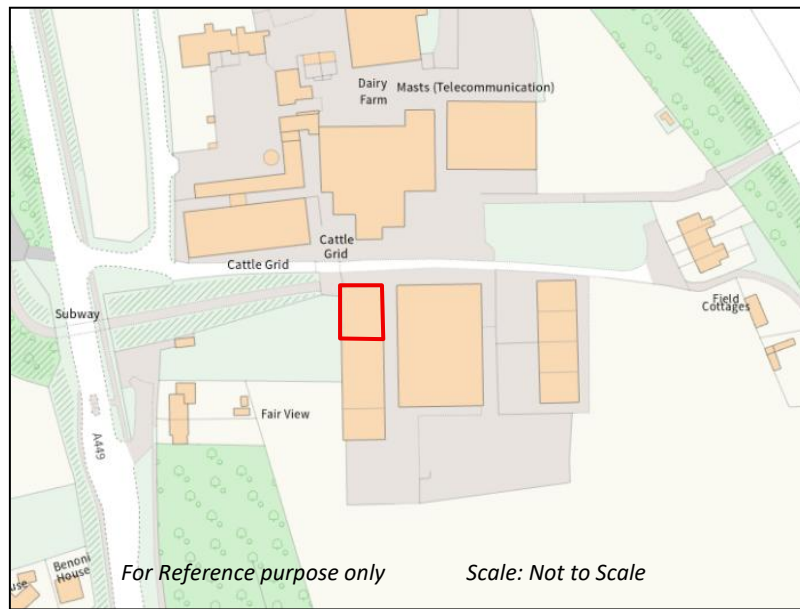 Dairy
Farm
Masts (Telecommunication)
Cattle
Grid
Cattle Grid
Subway
Field
Cottages
Fair View
A449
Benoni
House
use
For Reference purpose only
Scale: Not to Scale